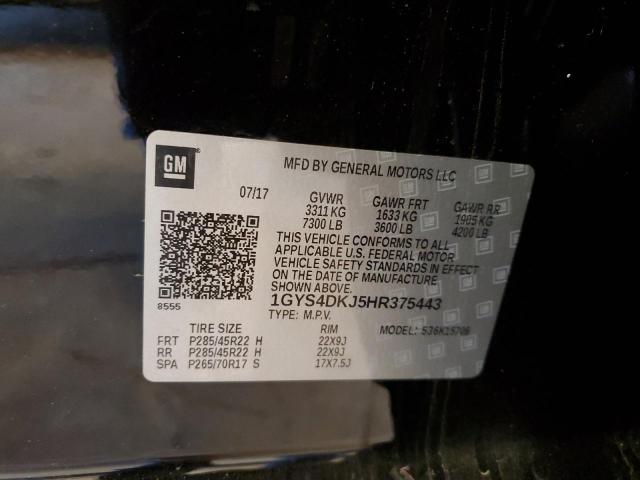 GM
MFD BY GENERAL MOTORS LLC
07/17 GVWR GAWR FRT GAWR RR
3311 KG 1633 KG 1905 KG
7300 LB 3600 LB 4200 LB
THIS VEHICLE CONFORMS TO ALL
APPLICABLE U.S. FEDERAL MOTOR
VEHICLE SAFETY STANDARDS IN EFFECT
ON THE DATE OF MANUFACTURE
SHOWN ABOVE.
8555
1GYS4DKJ5HR375443
TYPE: M.P.V. MODEL:
TIRE SIZE RIM
FRT P285/45R22 H 22X9J
RR P285/45R22 H 22X9J
SPA P265/70R17 S 17X7.5J